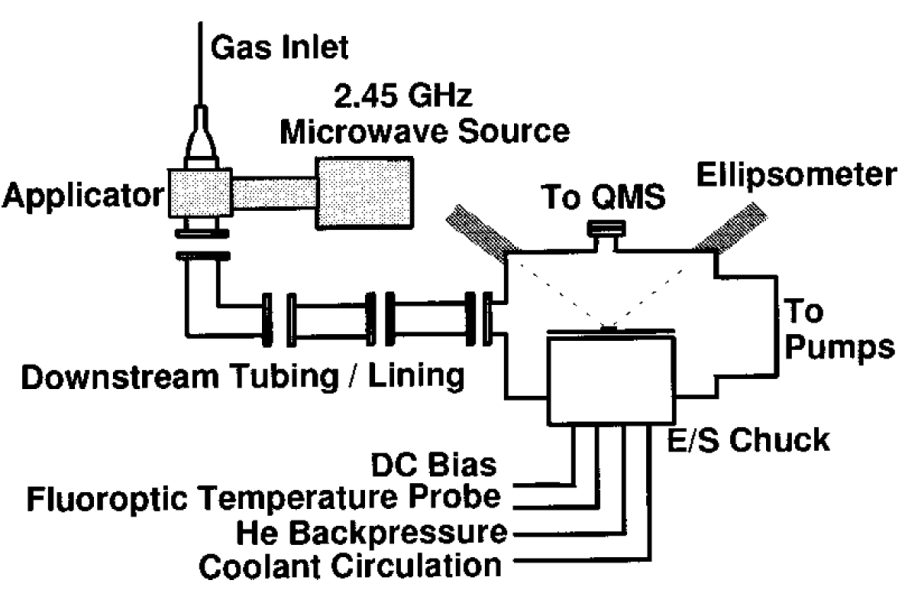 Gas Inlet
2.45 GHz
Microwave Source
Applicator
Ellipsometer
To QMS
To
Pumps
Downstream Tubing / Lining
E/S Chuck
DC Bias
Fluoroptic Temperature Probe
He Backpressure
Coolant Circulation